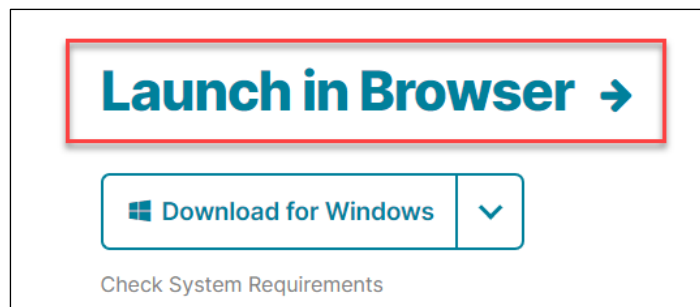 Launch in Browser →
Download for Windows
Check System Requirements